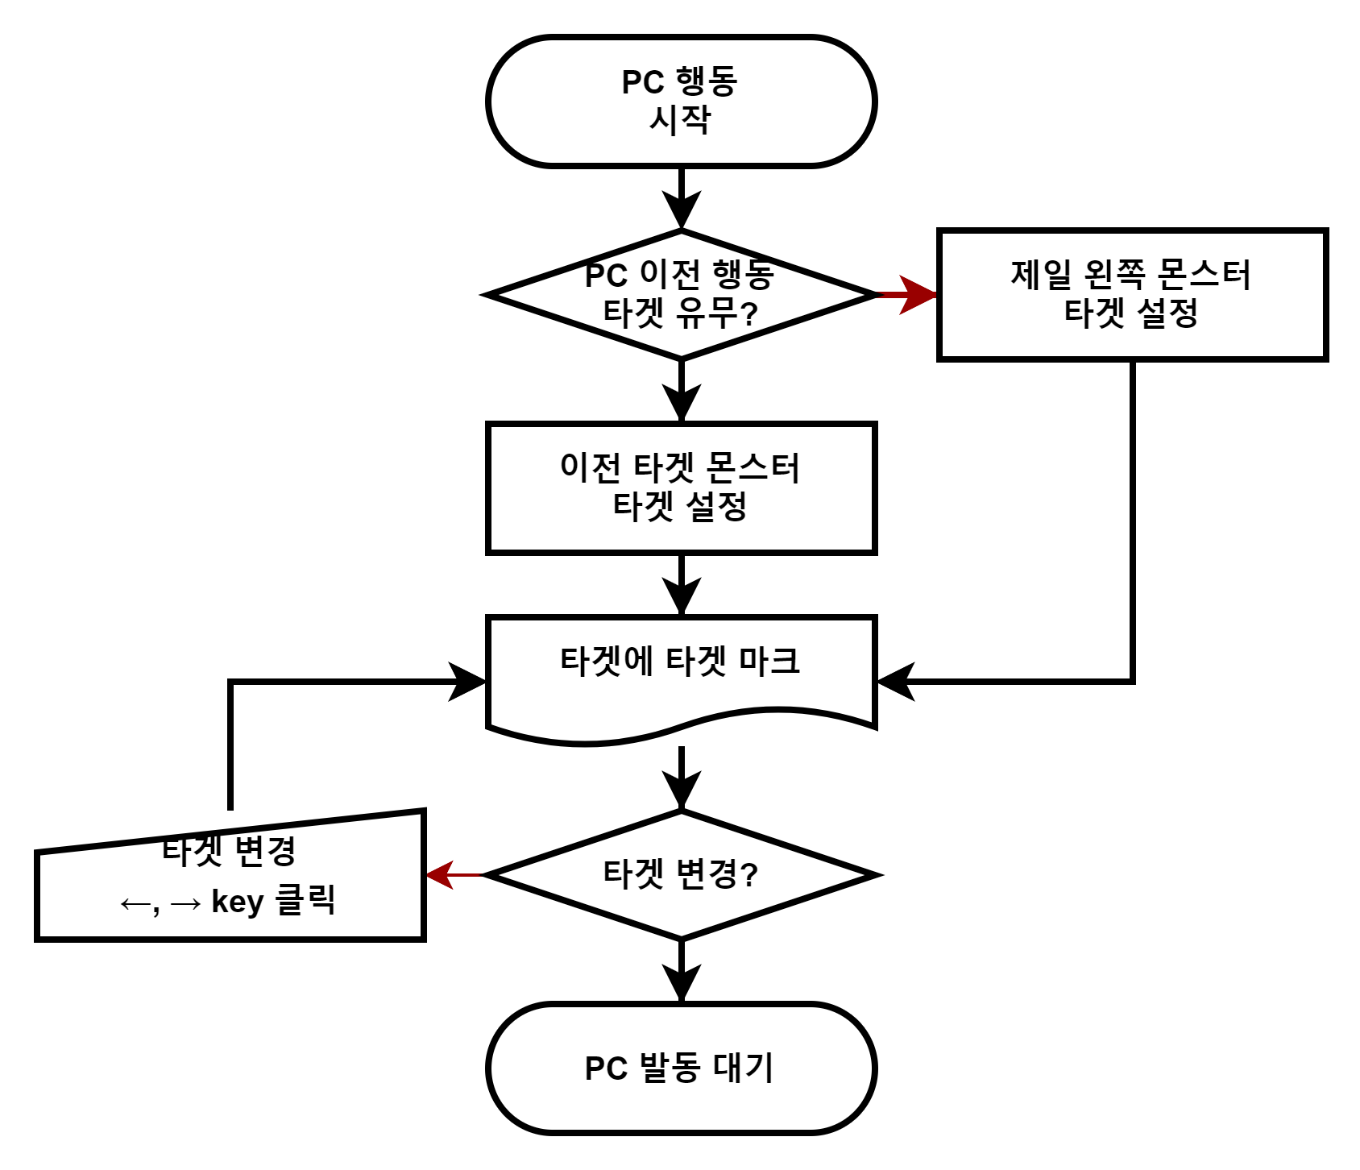 PC 행동
시작
PC 이전 행동
타겟 유무?
제일 왼쪽 몬스터
타겟 설정
이전 타겟 몬스터
타겟 설정
타겟에 타겟 마크
타겟 변경
←, → key 클릭
타겟 변경?
PC 발동 대기